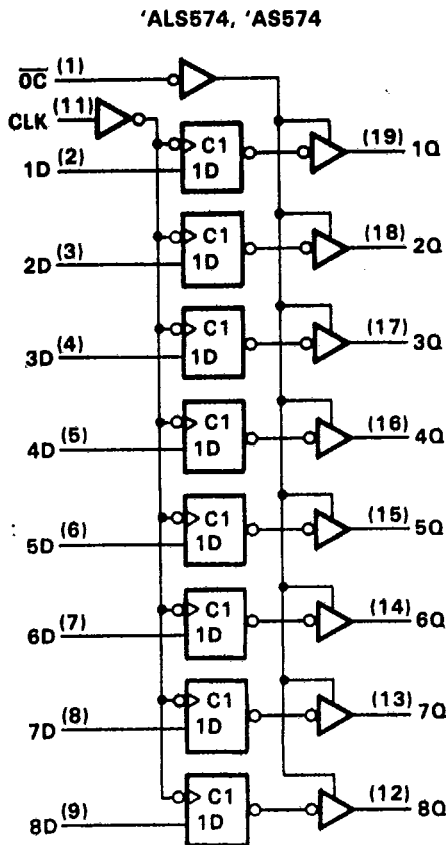 'ALS574, 'AS574
OC (1)
CLK (11)
C1
1D (2) 1D (19) 1Q
C1
2D (3) 1D (18) 2Q
C1
3D (4) 1D (17) 3Q
C1
4D (5) 1D (16) 4Q
C1
5D (6) 1D (15) 5Q
C1
6D (7) 1D (14) 6Q
C1
7D (8) 1D (13) 7Q
C1
8D (9) 1D (12) 8Q